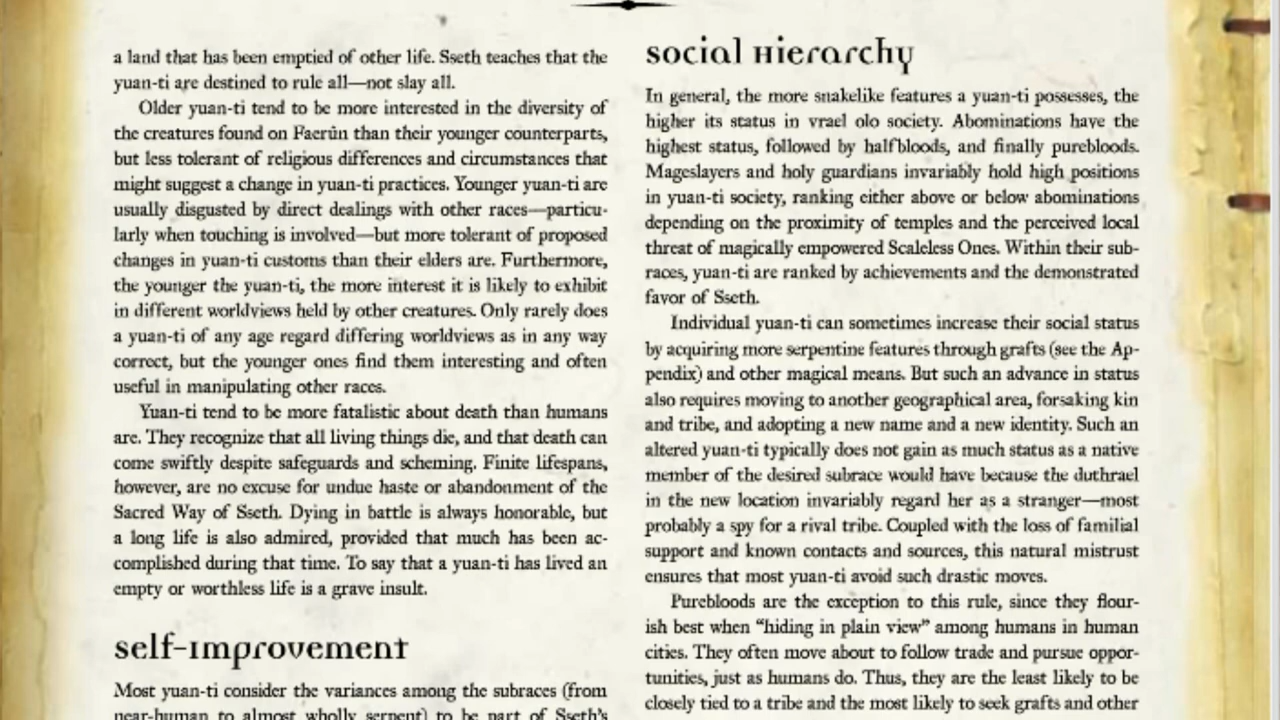 a land that has been emptied of other life. Sseth teaches that the
yuan-ti are destined to rule all—not slay all.
Older yuan-ti tend to be more interested in the diversity of
the creatures found on Faerûn than their younger counterparts,
but less tolerant of religious differences and circumstances that
might suggest a change in yuan-ti practices. Younger yuan-ti are
usually disgusted by direct dealings with other races—particu-
larly when touching is involved—but more tolerant of proposed
changes in yuan-ti customs than their elders are. Furthermore,
the younger the yuan-ti, the more interest it is likely to exhibit
in different worldviews held by other creatures. Only rarely does
a yuan-ti of any age regard differing worldviews as in any way
correct, but the younger ones find them interesting and often
useful in manipulating other races.
Yuan-ti tend to be more fatalistic about death than humans
are. They recognize that all living things die, and that death can
come swiftly despite safeguards and scheming. Finite lifespans,
however, are no excuse for undue haste or abandonment of the
Sacred Way of Sseth. Dying in battle is always honorable, but
a long life is also admired, provided that much has been ac-
complished during that time. To say that a yuan-ti has lived an
empty or worthless life is a grave insult.
self-improvement
Most yuan-ti consider the variances among the subraces (from
near-human to almost wholly serpent) to be part of Sseth's
social Hierarchy
In general, the more snakelike features a yuan-ti possesses, the
higher its status in vrael olo society. Abominations have the
highest status, followed by halfbloods, and finally purebloods.
Mageslayers and holy guardians invariably hold high positions
in yuan-ti society, ranking either above or below abominations
depending on the proximity of temples and the perceived local
threat of magically empowered Scaleless Ones. Within their sub-
races, yuan-ti are ranked by achievements and the demonstrated
favor of Sseth.
Individual yuan-ti can sometimes increase their social status
by acquiring more serpentine features through grafts (see the Ap-
pendix) and other magical means. But such an advance in status
also requires moving to another geographical area, forsaking kin
and tribe, and adopting a new name and a new identity. Such an
altered yuan-ti typically does not gain as much status as a native
member of the desired subrace would have because the duthrael
in the new location invariably regard her as a stranger—most
probably a spy for a rival tribe. Coupled with the loss of familial
support and known contacts and sources, this natural mistrust
ensures that most yuan-ti avoid such drastic moves.
Purebloods are the exception to this rule, since they flour-
ish best when “hiding in plain view” among humans in human
cities. They often move about to follow trade and pursue oppor-
tunities, just as humans do. Thus, they are the least likely to be
closely tied to a tribe and the most likely to seek grafts and other